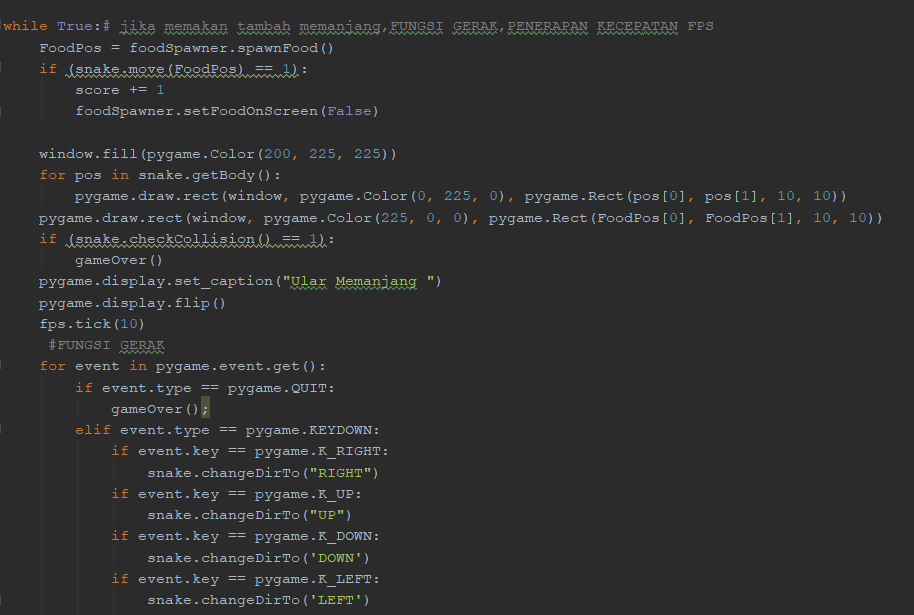 while True:# jika memakan tambah memanjang,FUNGSI GERAK,PENERAPAN KECEPATAN FPS
    FoodPos = foodSpawner.spawnFood()
    if (snake.move(FoodPos) == 1):
        score += 1
        foodSpawner.setFoodOnScreen(False)

    window.fill(pygame.Color(200, 225, 225))
    for pos in snake.getBody():
        pygame.draw.rect(window, pygame.Color(0, 225, 0), pygame.Rect(pos[0], pos[1], 10, 10))
    pygame.draw.rect(window, pygame.Color(225, 0, 0), pygame.Rect(FoodPos[0], FoodPos[1], 10, 10))
    if (snake.checkCollision() == 1):
        gameOver()
    pygame.display.set_caption("Ular Memanjang ")
    pygame.display.flip()
    fps.tick(10)
     #FUNGSI GERAK
    for event in pygame.event.get():
        if event.type == pygame.QUIT:
            gameOver();
        elif event.type == pygame.KEYDOWN:
            if event.key == pygame.K_RIGHT:
                snake.changeDirTo("RIGHT")
            if event.key == pygame.K_UP:
                snake.changeDirTo("UP")
            if event.key == pygame.K_DOWN:
                snake.changeDirTo('DOWN')
            if event.key == pygame.K_LEFT:
                snake.changeDirTo('LEFT')